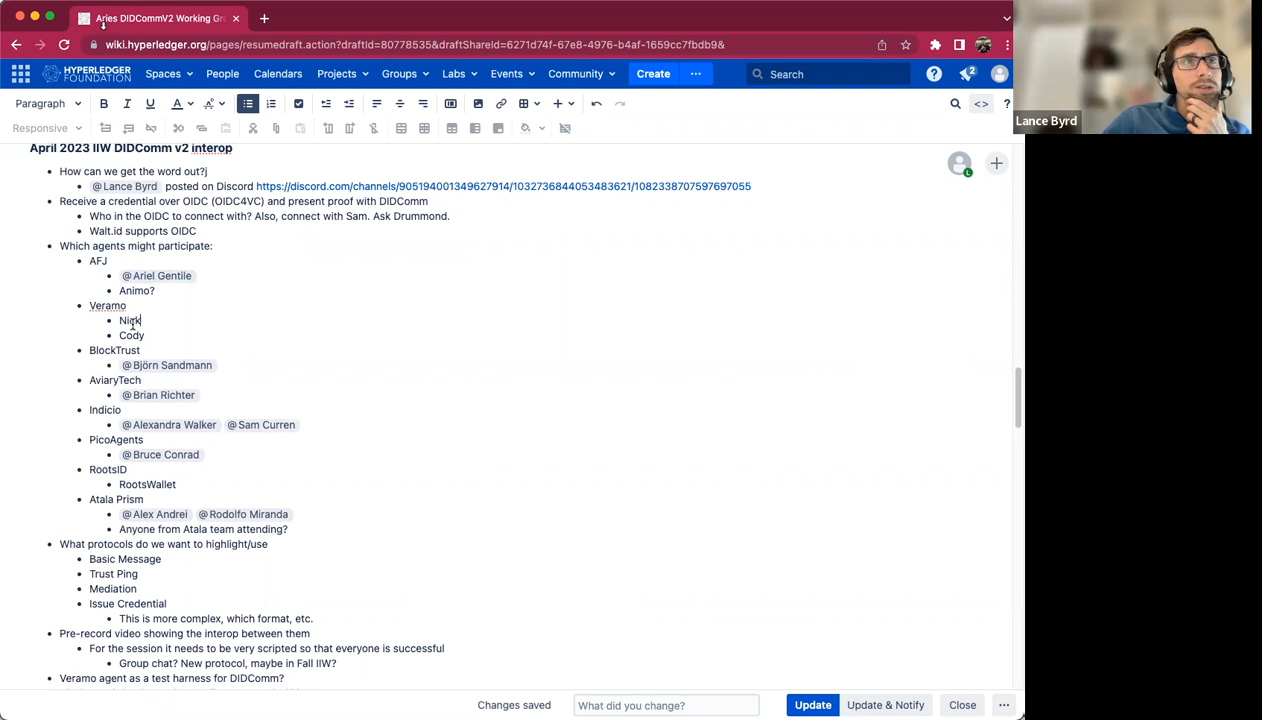 Aries DIDCommV2 Working Gro
wiki.hyperledger.org/pages/resumedraft.action?draftId=80778535&draftShareId=6271d74f-67e8-4976-b4af-1659cc7fbdb9&
HYPERLEDGER FOUNDATION Spaces People Calendars Projects Groups Labs Events Community Create ... Search 2
Paragraph B I U A <> ?
Responsive
April 2023 IIW DIDComm v2 interop
How can we get the word out?j
@Lance Byrd posted on Discord https://discord.com/channels/905194001349627914/1032736844053483621/1082338707597697055
Receive a credential over OIDC (OIDC4VC) and present proof with DIDComm
Who in the OIDC to connect with? Also, connect with Sam. Ask Drummond.
Walt.id supports OIDC
Which agents might participate:
AFJ
@Ariel Gentile
Animo?
Veramo
Nick
Cody
BlockTrust
@Björn Sandmann
AviaryTech
@Brian Richter
Indicio
@Alexandra Walker @Sam Curren
PicoAgents
@Bruce Conrad
RootsID
RootsWallet
Atala Prism
@Alex Andrei @Rodolfo Miranda
Anyone from Atala team attending?
What protocols do we want to highlight/use
Basic Message
Trust Ping
Mediation
Issue Credential
This is more complex, which format, etc.
Pre-record video showing the interop between them
For the session it needs to be very scripted so that everyone is successful
Group chat? New protocol, maybe in Fall IIW?
Veramo agent as a test harness for DIDComm?
Changes saved What did you change? Update Update & Notify Close ...
Lance Byrd